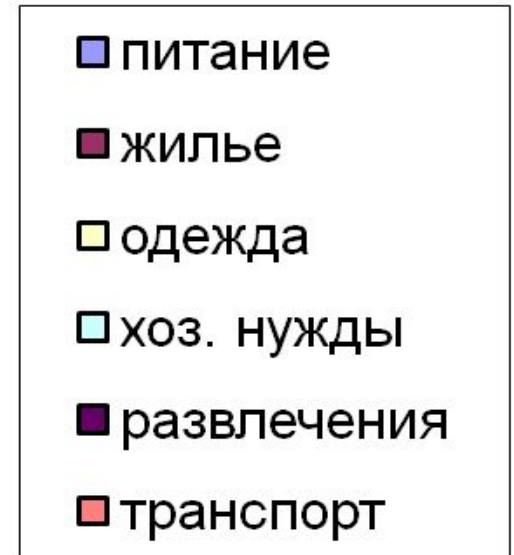 питание
жилье
одежда
хоз. нужды
развлечения
транспорт